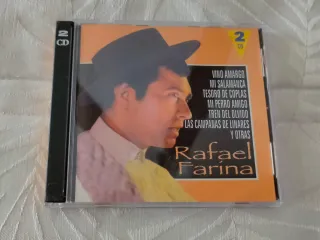 2
CD
2
CD
VINO AMARGO
MI SALAMANCA
TESORO DE COPLAS
MI PERRO AMIGO
TREN DEL OLVIDO
LAS CAMPANAS DE LINARES
Y OTRAS
Rafael
Farina